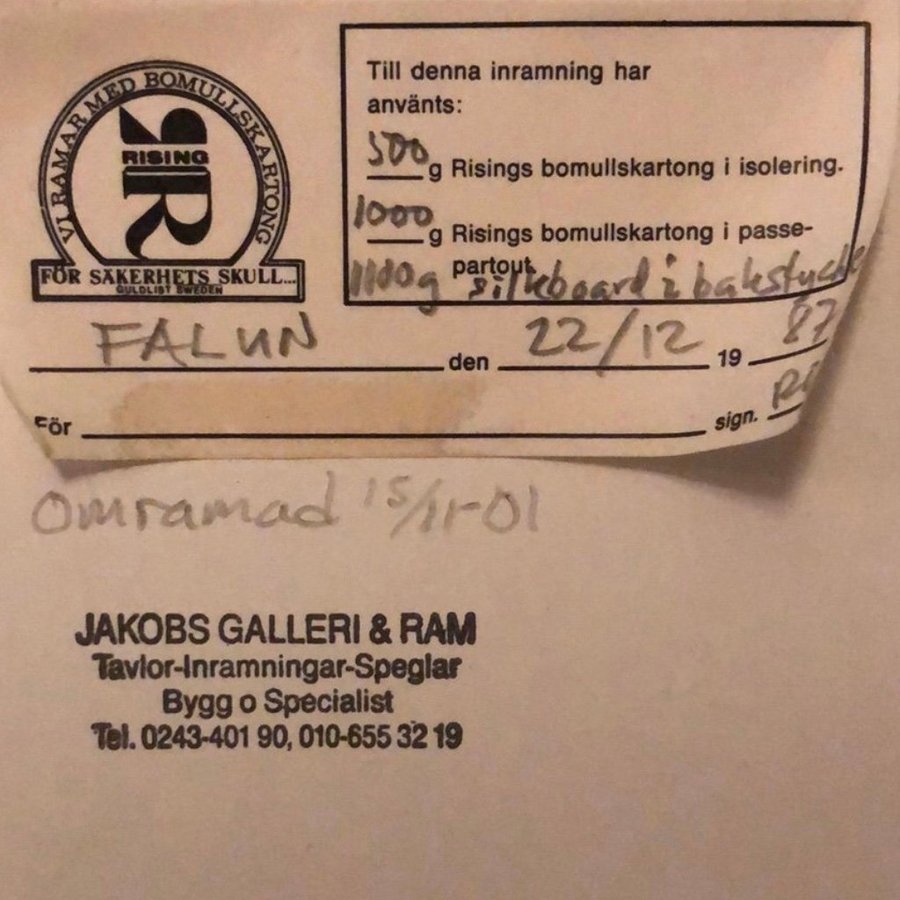 VI RAMAR MED BOMULLSKARTONG
RISING
R
FÖR SÄKERHETS SKULL...
GULDLIST SWEDEN
Till denna inramning har
använts:
500 g Risings bomullskartong i isolering.
1000 g Risings bomullskartong i passe-
partout.
1100g silkboard i bakstycke
FALUN den 22/12 19 87
För sign.
Omramad 15/11-01
JAKOBS GALLERI & RAM
Tavlor-Inramningar-Speglar
Bygg o Specialist
Tel. 0243-401 90, 010-655 32 19